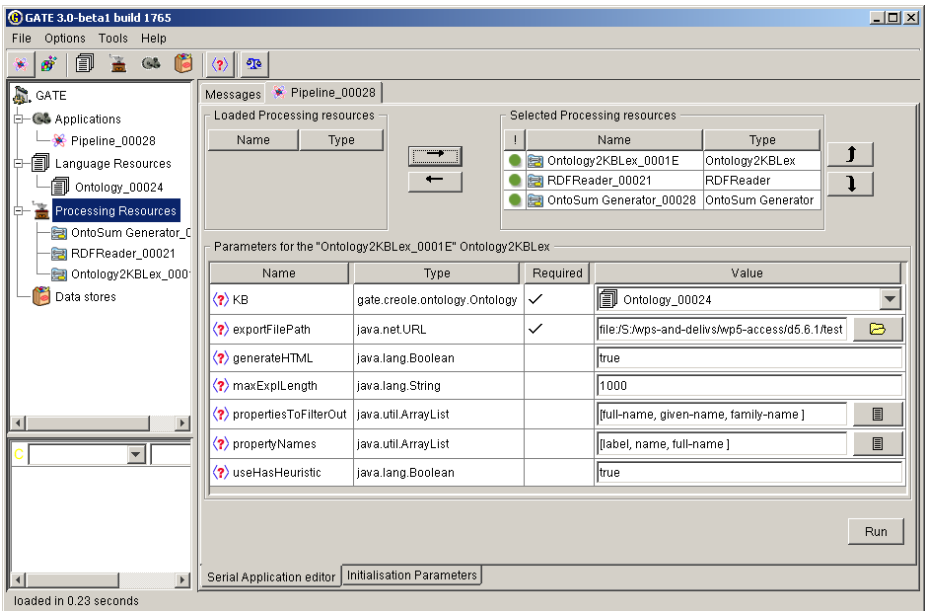 GATE 3.0-beta1 build 1765
File Options Tools Help
GATE
Applications
Pipeline_00028
Language Resources
Ontology_00024
Processing Resources
OntoSum Generator_0
RDFReader_00021
Ontology2KBLex_000
Data stores
C
loaded in 0.23 seconds
Messages Pipeline_00028
Loaded Processing resources
Name Type
Selected Processing resources
! Name Type
Ontology2KBLex_0001E Ontology2KBLex
RDFReader_00021 RDFReader
OntoSum Generator_00028 OntoSum Generator
Parameters for the "Ontology2KBLex_0001E" Ontology2KBLex
Name Type Required Value
<?> KB gate.creole.ontology.Ontology ✓ Ontology_00024
<?> exportFilePath java.net.URL ✓ file:/S:/wps-and-delivs/wp5-access/d5.6.1/test
<?> generateHTML java.lang.Boolean true
<?> maxExplLength java.lang.String 1000
<?> propertiesToFilterOut java.util.ArrayList [full-name, given-name, family-name ]
<?> propertyNames java.util.ArrayList [label, name, full-name ]
<?> useHasHeuristic java.lang.Boolean true
Run
Serial Application editor Initialisation Parameters